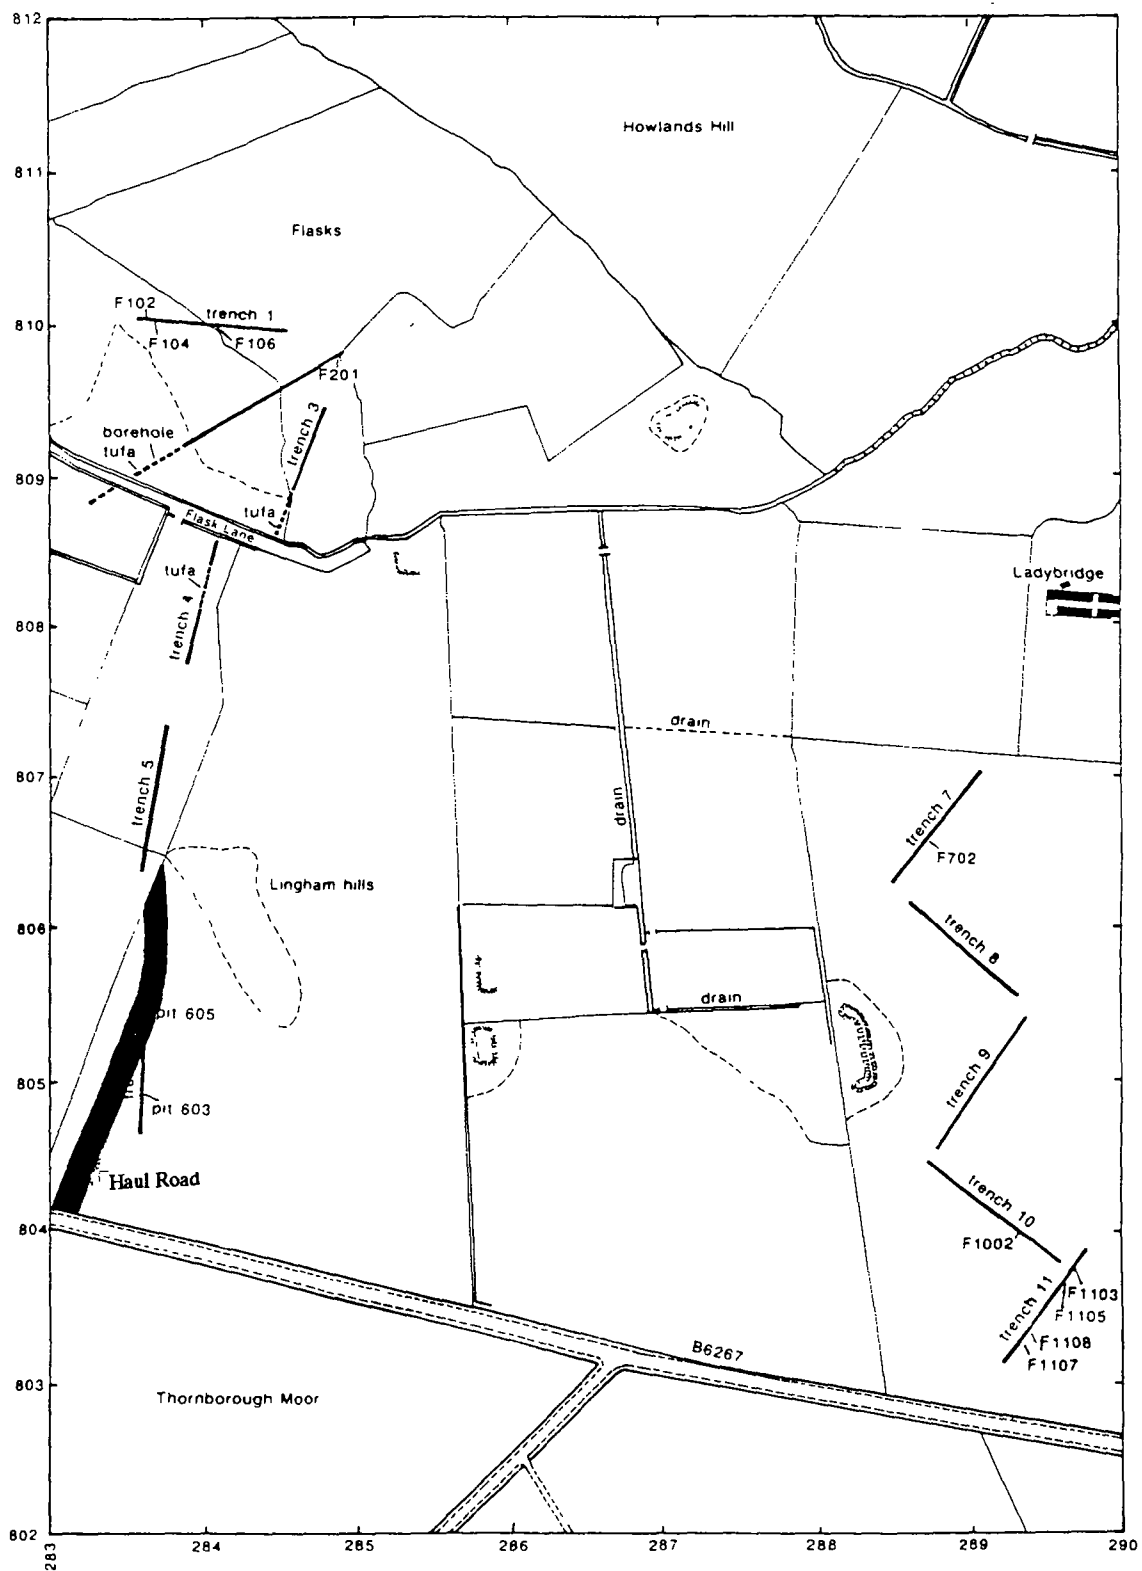 812
811
810
809
808
807
806
805
804
803
802
283
284
285
286
287
288
289
290
Howlands Hill
Flasks
F102
trench 1
F104
F106
F201
trench 3
borehole
tufa
tufa
Flask Lane
tufa
trench 4
Ladybridge
drain
trench 5
drain
trench 7
F702
Lingham hills
trench 8
drain
pit 605
trench 9
pit 603
Haul Road
trench 10
F1002
trench 11
F1103
F1105
F1108
F1107
B6267
Thornborough Moor